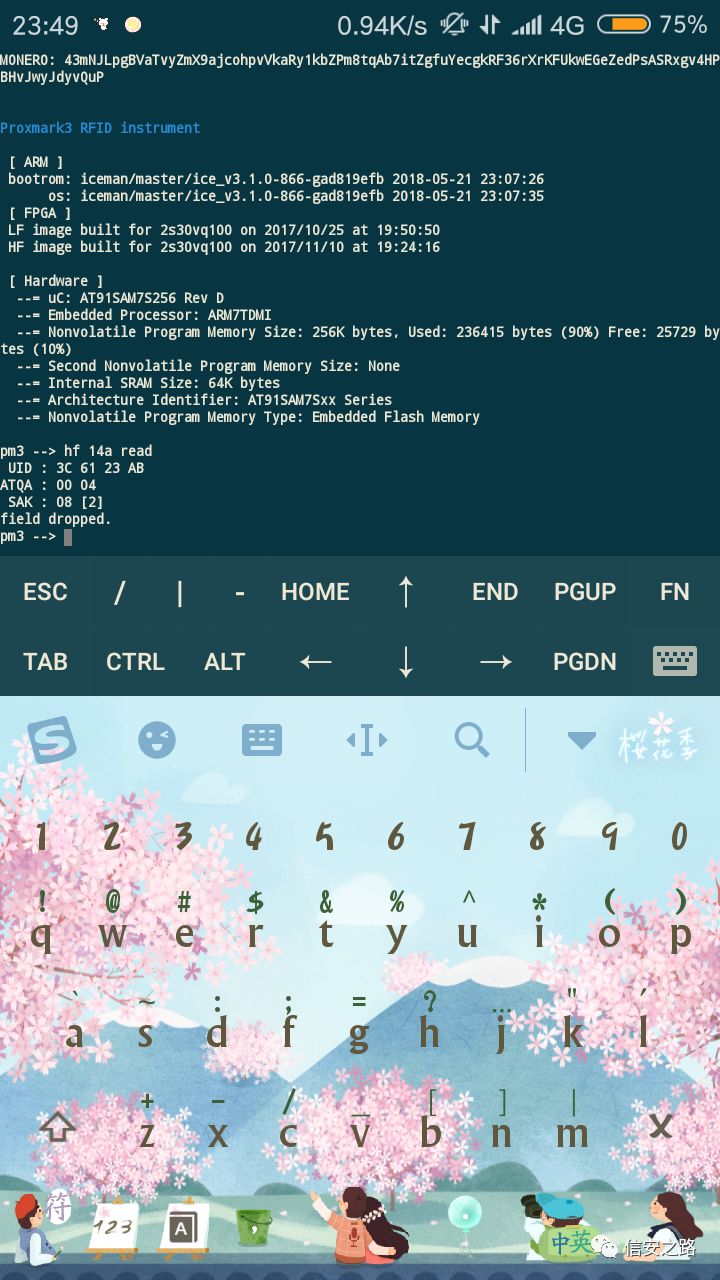 23:49 0.94K/s 4G 75%
MONERO: 43mNJLpgBVaTvyZmX9ajcohpvVkaRy1kbZPm8tqAb7itZgfuYecgkRF36rXrKFUkwEGeZedPsASRxgv4HP
BHvJwyJdyvQuP
Proxmark3 RFID instrument
[ ARM ]
bootrom: iceman/master/ice_v3.1.0-866-gad819efb 2018-05-21 23:07:26
os: iceman/master/ice_v3.1.0-866-gad819efb 2018-05-21 23:07:35
[ FPGA ]
LF image built for 2s30vq100 on 2017/10/25 at 19:50:50
HF image built for 2s30vq100 on 2017/11/10 at 19:24:16
[ Hardware ]
--= uC: AT91SAM7S256 Rev D
--= Embedded Processor: ARM7TDMI
--= Nonvolatile Program Memory Size: 256K bytes, Used: 236415 bytes (90%) Free: 25729 by
tes (10%)
--= Second Nonvolatile Program Memory Size: None
--= Internal SRAM Size: 64K bytes
--= Architecture Identifier: AT91SAM7Sxx Series
--= Nonvolatile Program Memory Type: Embedded Flash Memory
pm3 --> hf 14a read
UID : 3C 61 23 AB
ATQA : 00 04
SAK : 08 [2]
field dropped.
pm3 -->
ESC / | - HOME ↑ END PGUP FN
TAB CTRL ALT ← ↓ → PGDN
S 樱花季
1 2 3 4 5 6 7 8 9 0
! @ # $ & % ^ * ( )
q w e r t y u i o p
` ~ : ; = ? ... " ′
a s d f g h j k l
+ - / _ [ ] |
z x c v b n m x
符 123 A , 中英 信安之路